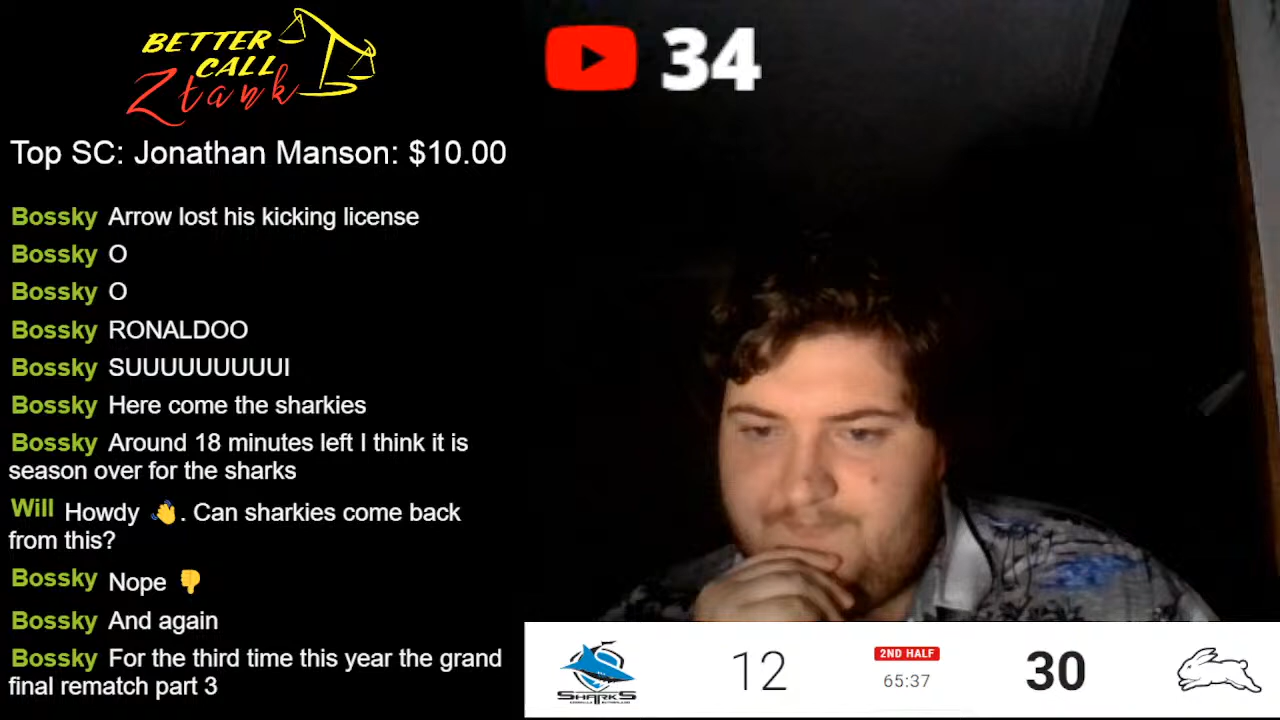 BETTER
CALL
Ztank
34
Top SC: Jonathan Manson: $10.00
Bossky Arrow lost his kicking license
Bossky O
Bossky O
Bossky RONALDOO
Bossky SUUUUUUUUUI
Bossky Here come the sharkies
Bossky Around 18 minutes left I think it is
season over for the sharks
Will Howdy 👋. Can sharkies come back
from this?
Bossky Nope 👎
Bossky And again
Bossky For the third time this year the grand
final rematch part 3
SHARKS
12
2ND HALF
65:37
30